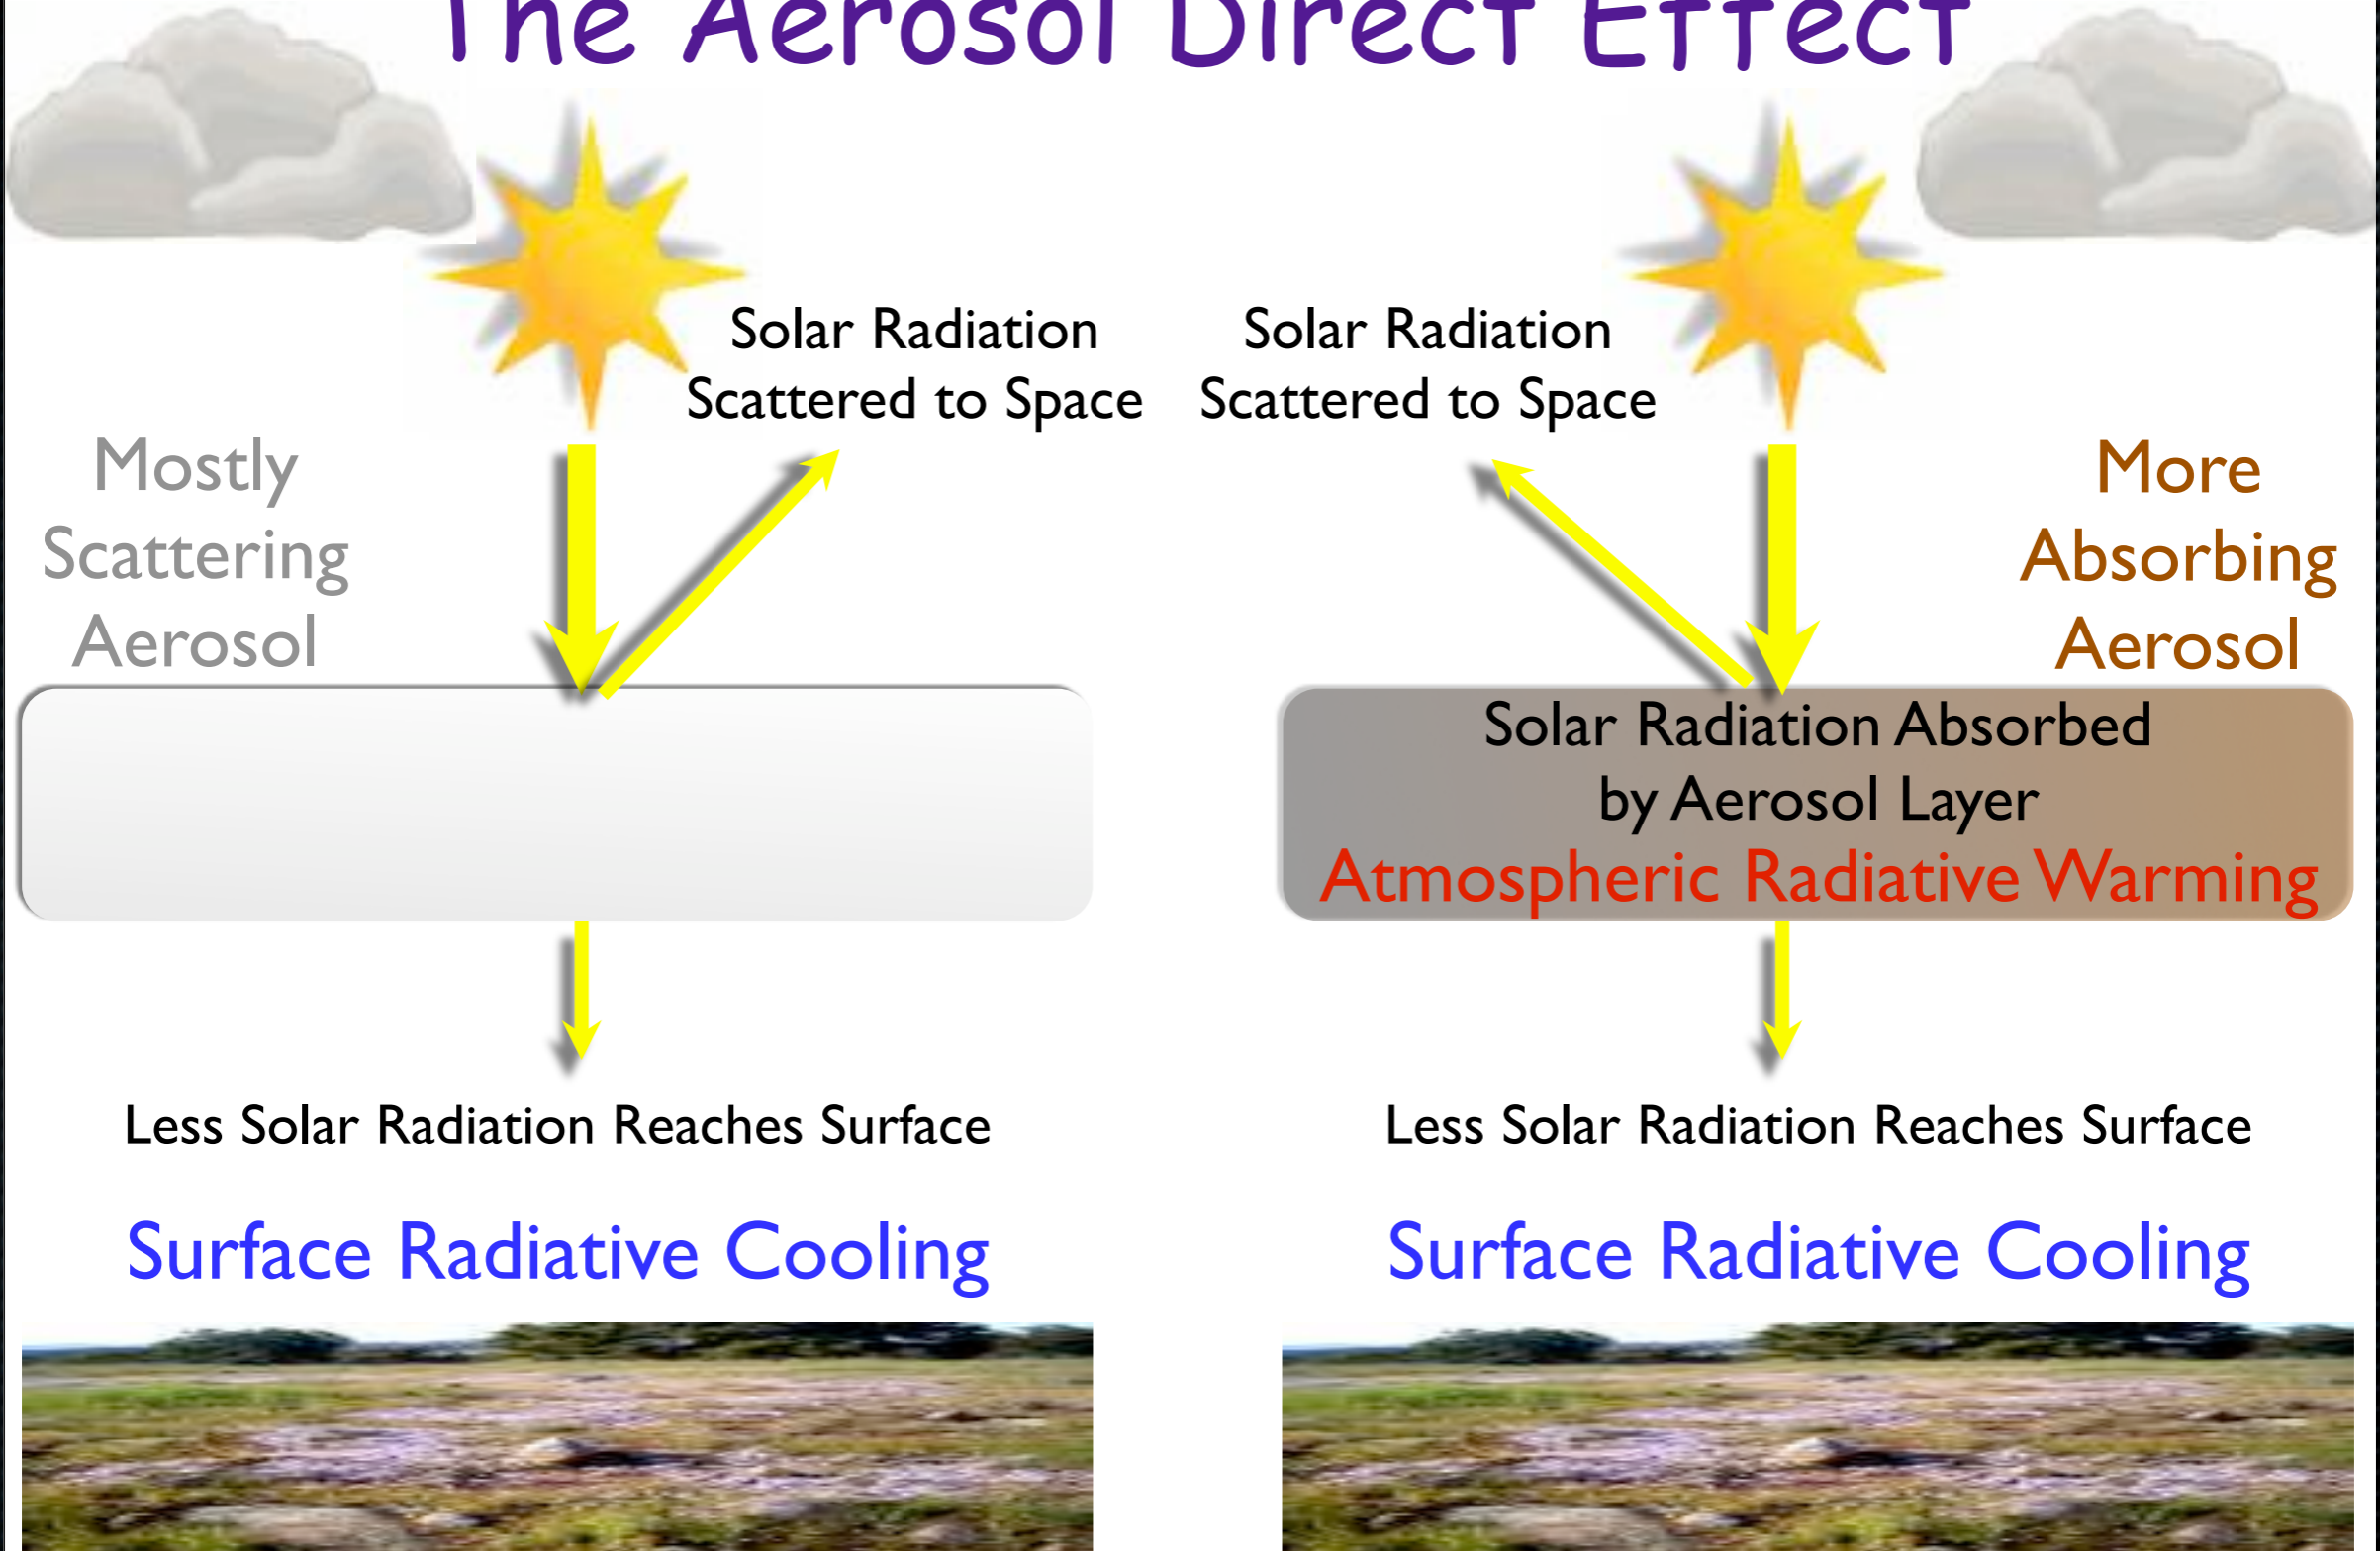 The Aerosol Direct Effect
Solar Radiation
Scattered to Space
Solar Radiation
Scattered to Space
Mostly
Scattering
Aerosol
More
Absorbing
Aerosol
Solar Radiation Absorbed
by Aerosol Layer
Atmospheric Radiative Warming
Less Solar Radiation Reaches Surface
Less Solar Radiation Reaches Surface
Surface Radiative Cooling
Surface Radiative Cooling